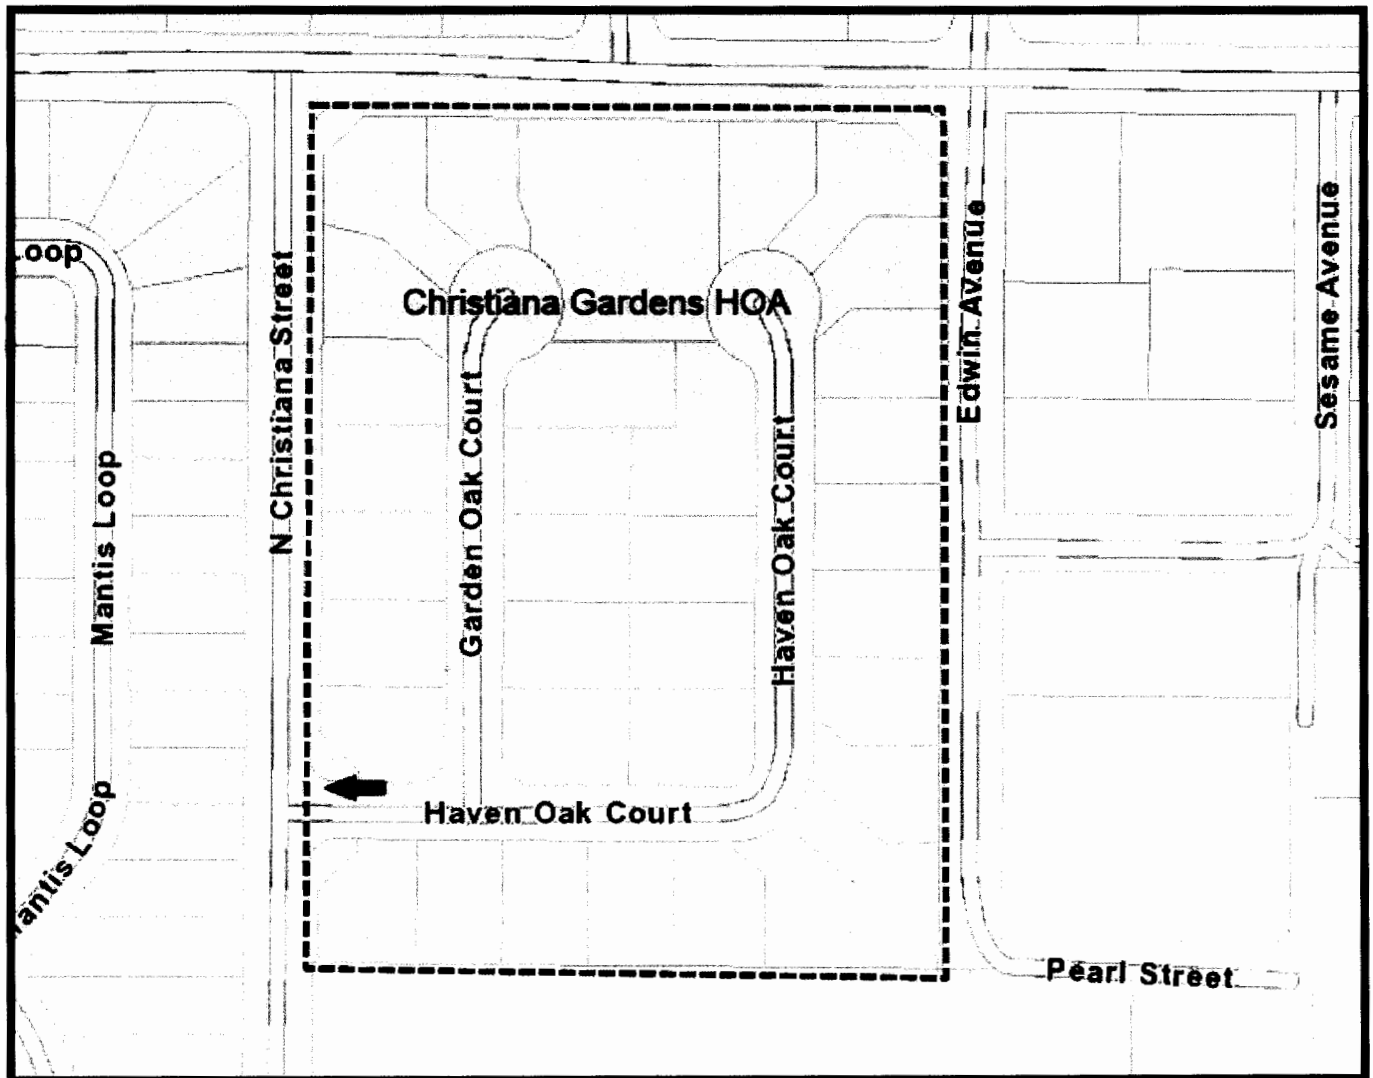 Loop
N Christiana Street
Christiana Gardens HOA
Edwin Avenue
Sesame Avenue
Mantis Loop
Garden Oak Court
Haven Oak Court
Haven Oak Court
Mantis Loop
Pearl Street